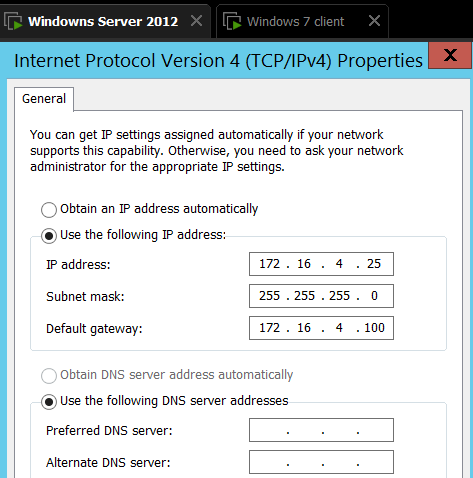 Windowns Server 2012
Windows 7 client
Internet Protocol Version 4 (TCP/IPv4) Properties
X
General
You can get IP settings assigned automatically if your network
supports this capability. Otherwise, you need to ask your network
administrator for the appropriate IP settings.
Obtain an IP address automatically
Use the following IP address:
IP address: 172 . 16 . 4 . 25
Subnet mask: 255 . 255 . 255 . 0
Default gateway: 172 . 16 . 4 . 100
Obtain DNS server address automatically
Use the following DNS server addresses
Preferred DNS server: . . .
Alternate DNS server: . . .